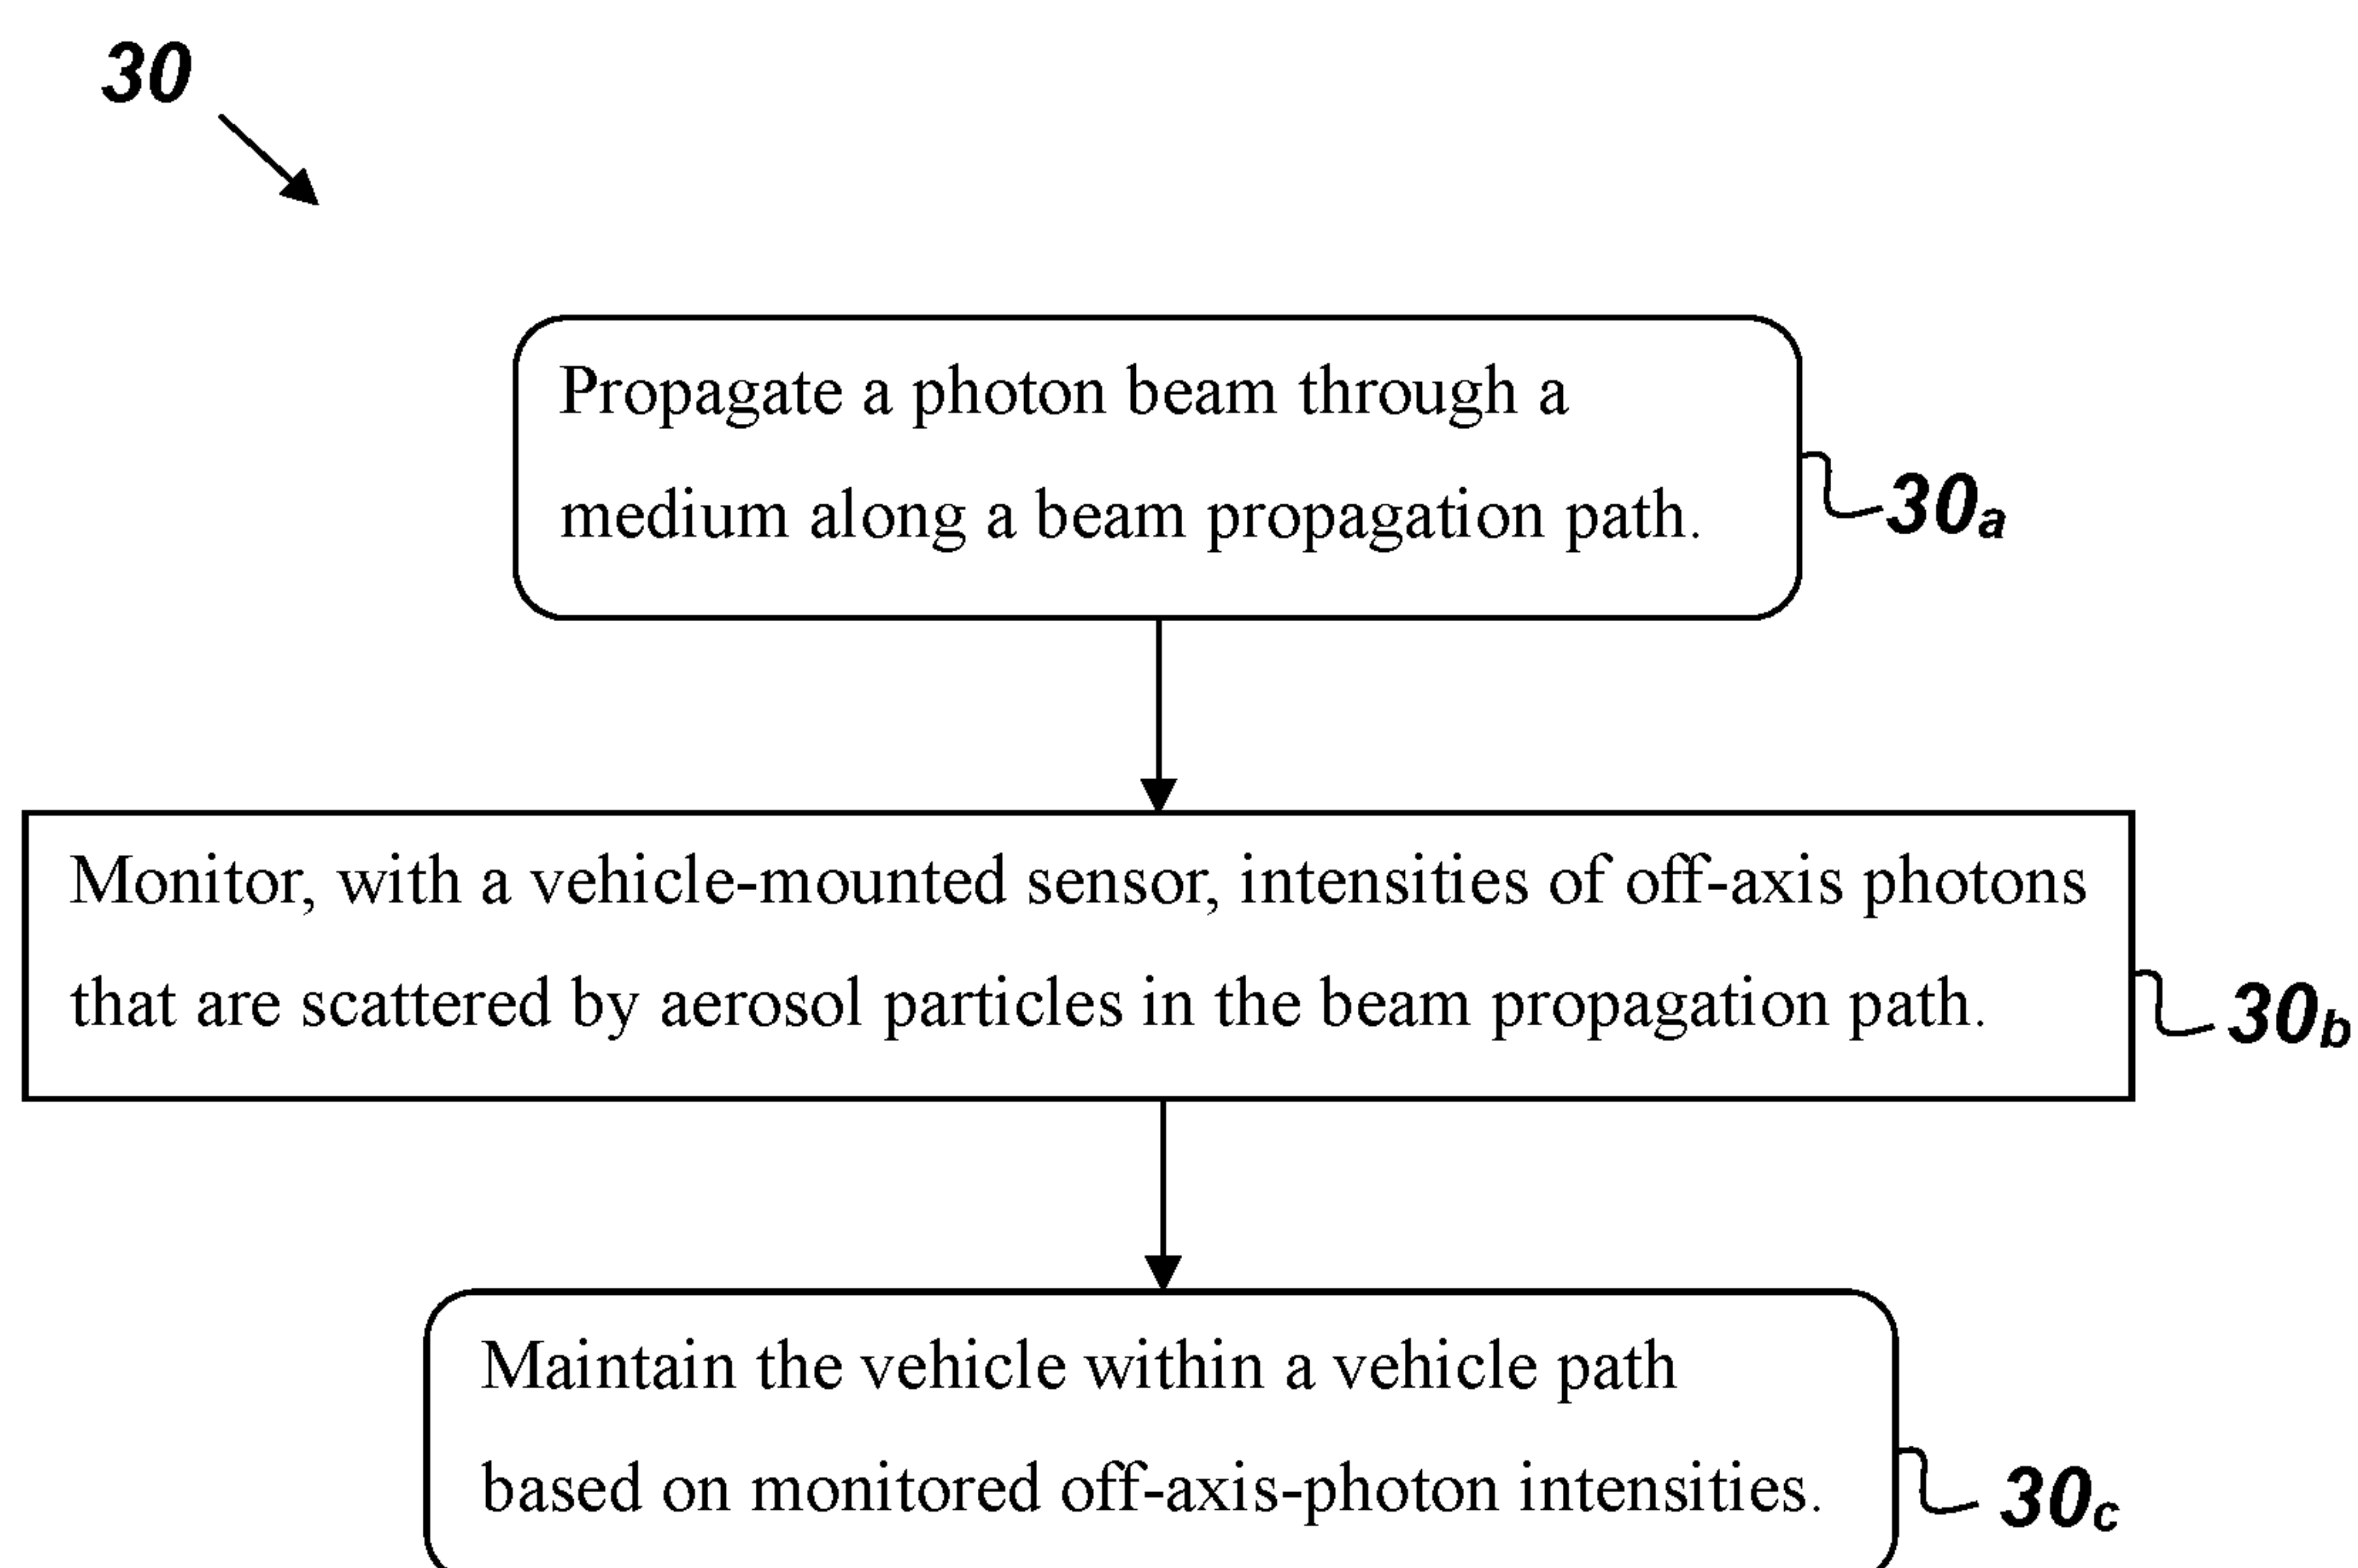 30
Propagate a photon beam through a
medium along a beam propagation path.
30a
Monitor, with a vehicle-mounted sensor, intensities of off-axis photons
that are scattered by aerosol particles in the beam propagation path.
30b
Maintain the vehicle within a vehicle path
based on monitored off-axis-photon intensities.
30c